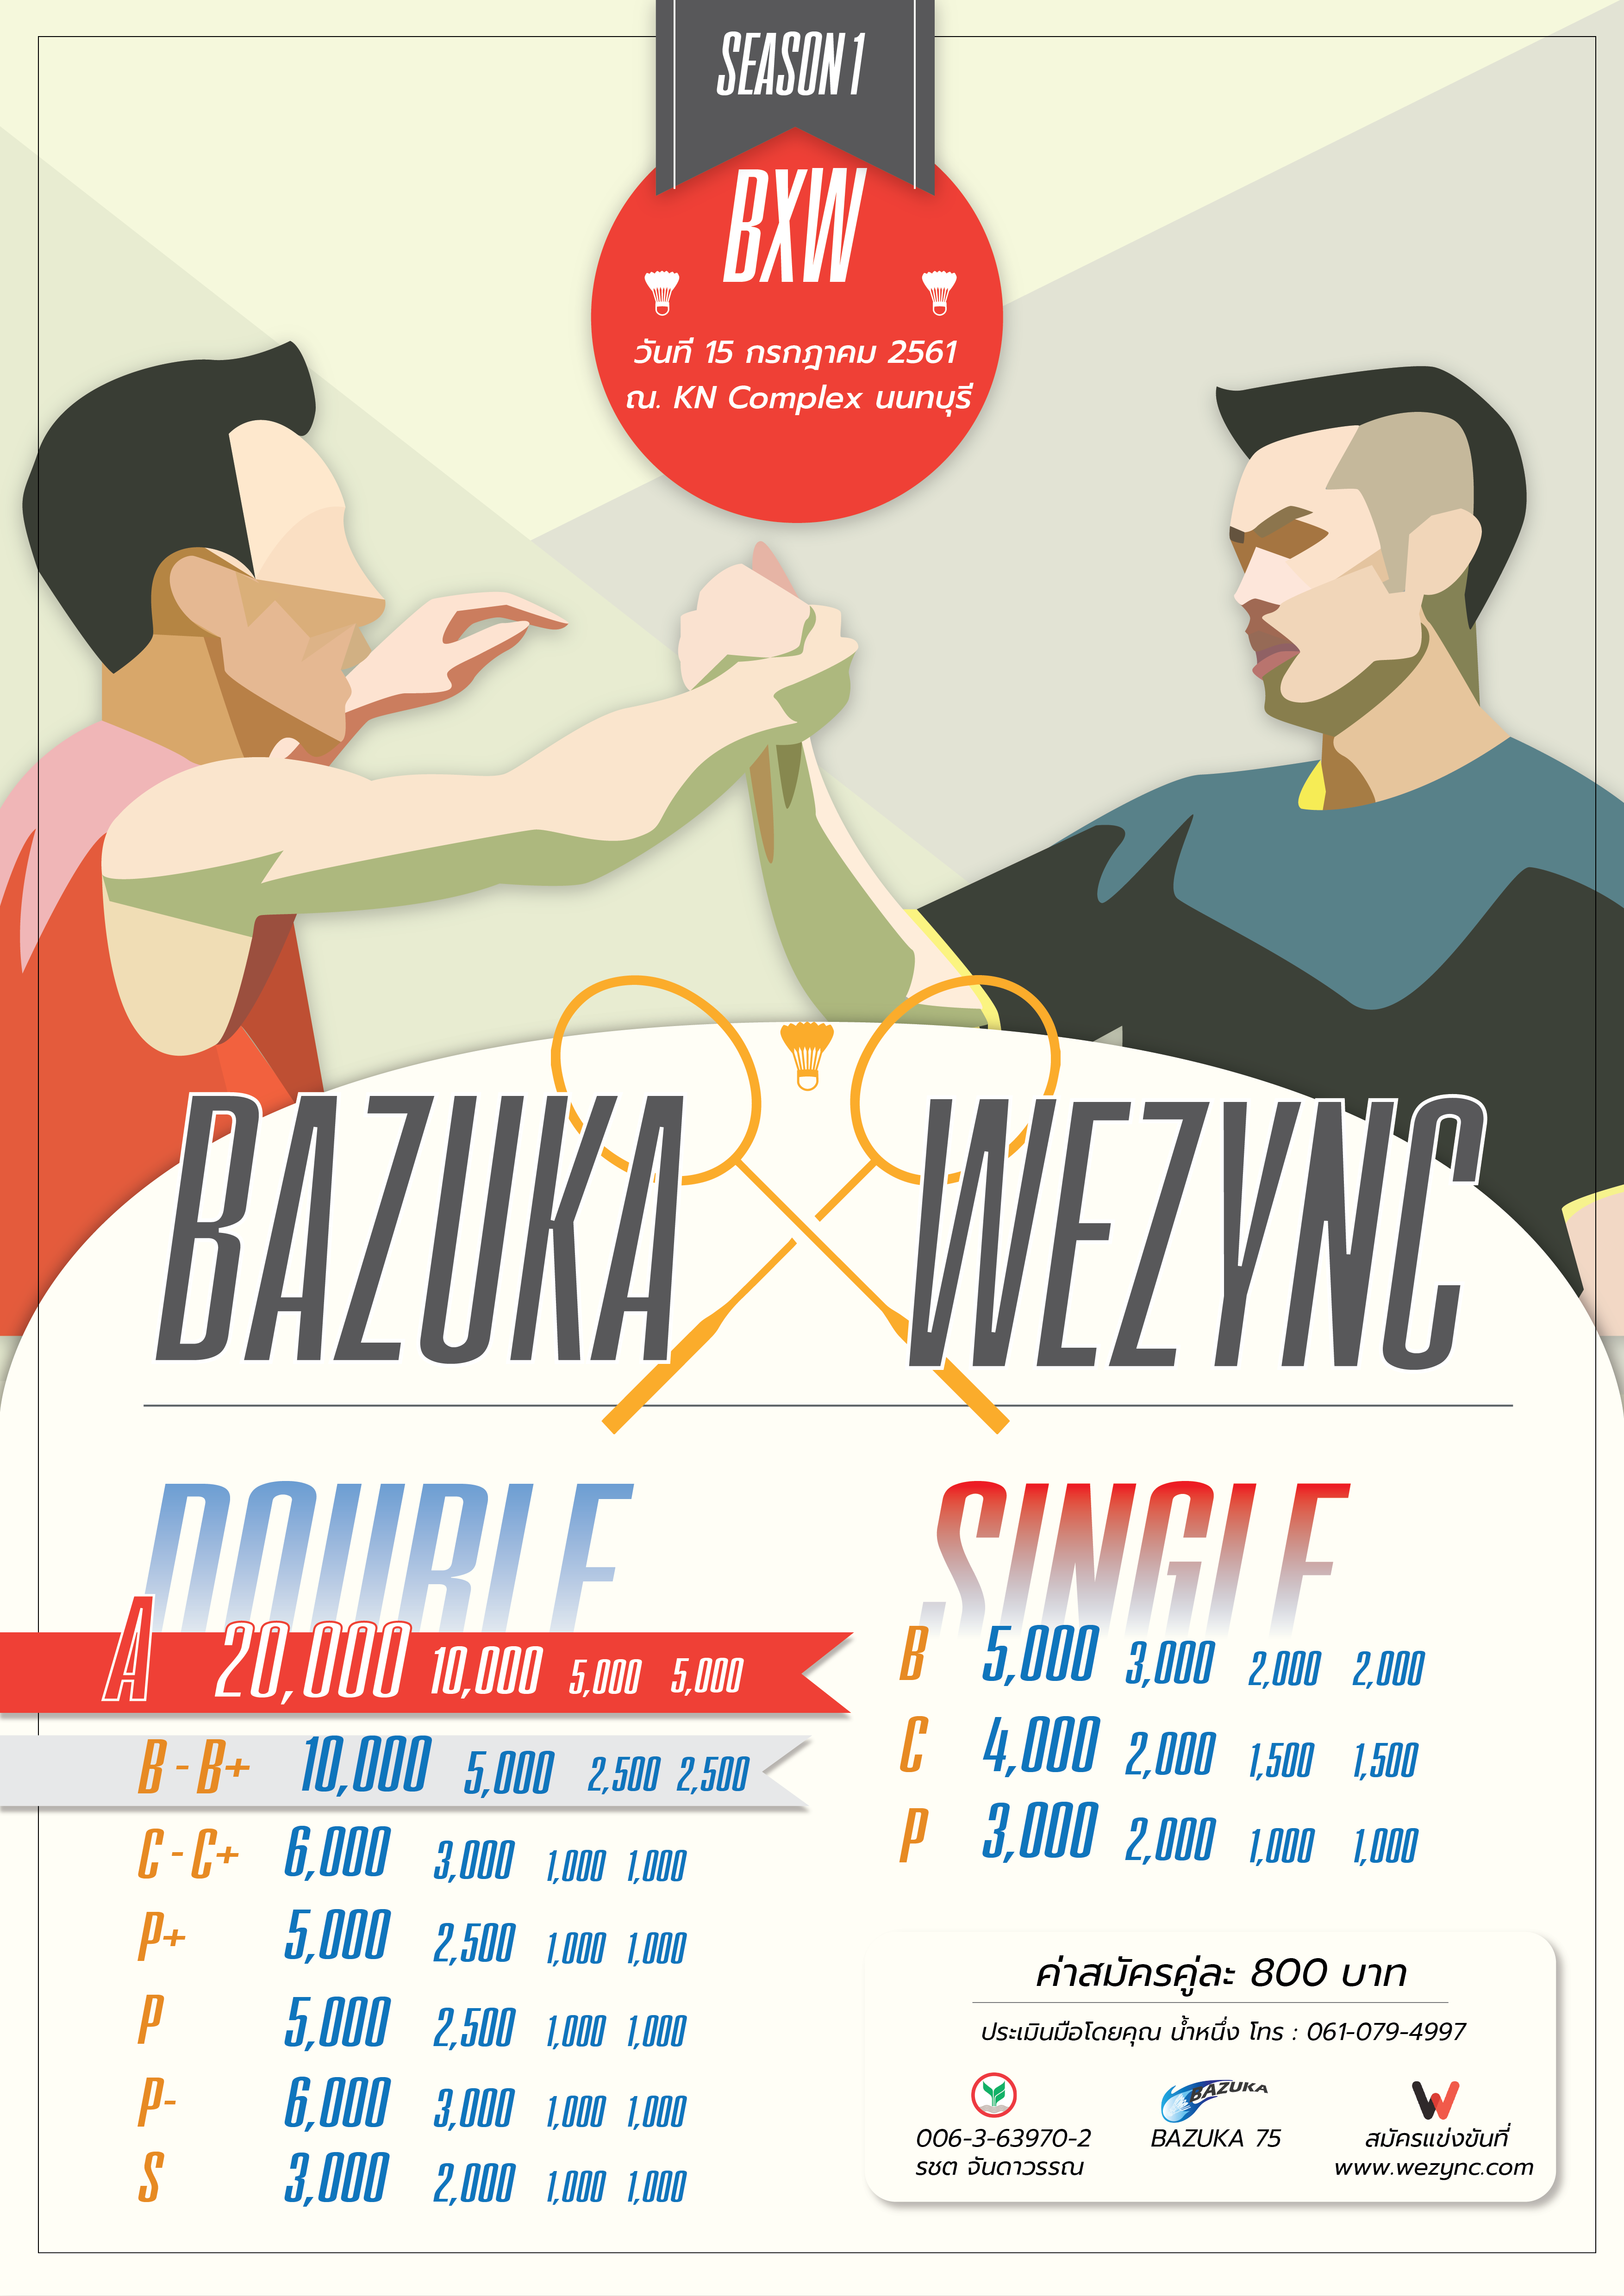 SEASON 1
BXW
วันที่ 15 กรกฎาคม 2561
ณ. KN Complex นนทบุรี
BAZUKA WEZYNC
DOUBLE
A 20,000 10,000 5,000 5,000
B - B+ 10,000 5,000 2,500 2,500
C - C+ 6,000 3,000 1,000 1,000
P+ 5,000 2,500 1,000 1,000
P 5,000 2,500 1,000 1,000
P- 6,000 3,000 1,000 1,000
S 3,000 2,000 1,000 1,000
SINGLE
B 5,000 3,000 2,000 2,000
C 4,000 2,000 1,500 1,500
P 3,000 2,000 1,000 1,000
ค่าสมัครคู่ละ 800 บาท
ประเมินมือโดยคุณ น้ำหนึ่ง โทร : 061-079-4997
006-3-63970-2
รชต จันดาวรรณ
BAZUKA
BAZUKA 75
สมัครแข่งขันที่
www.wezync.com